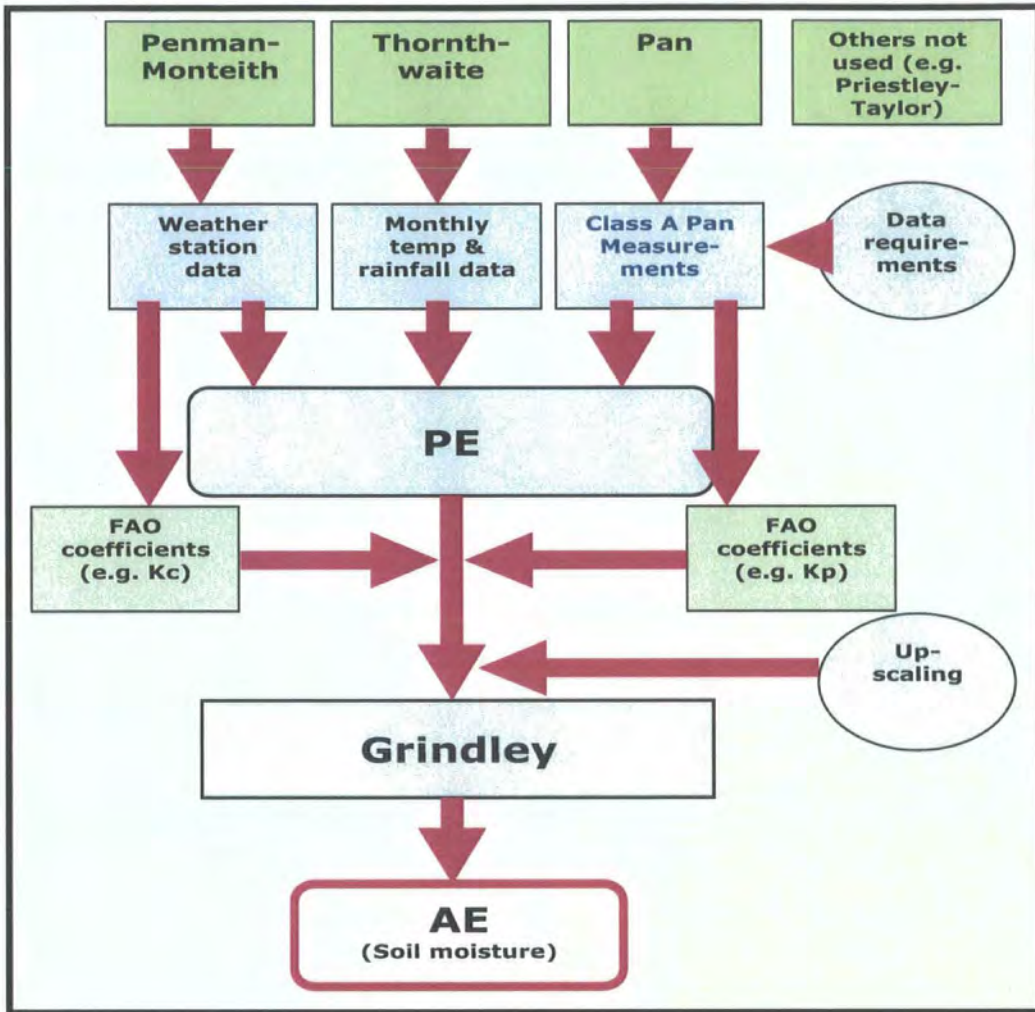 Penman-
Monteith
Thornth-
waite
Pan
Others not
used (e.g.
Priestley-
Taylor)
Weather
station
data
Monthly
temp &
rainfall data
Class A Pan
Measure-
ments
Data
require-
ments
PE
FAO
coefficients
(e.g. Kc)
FAO
coefficients
(e.g. Kp)
Up-
scaling
Grindley
AE
(Soil moisture)